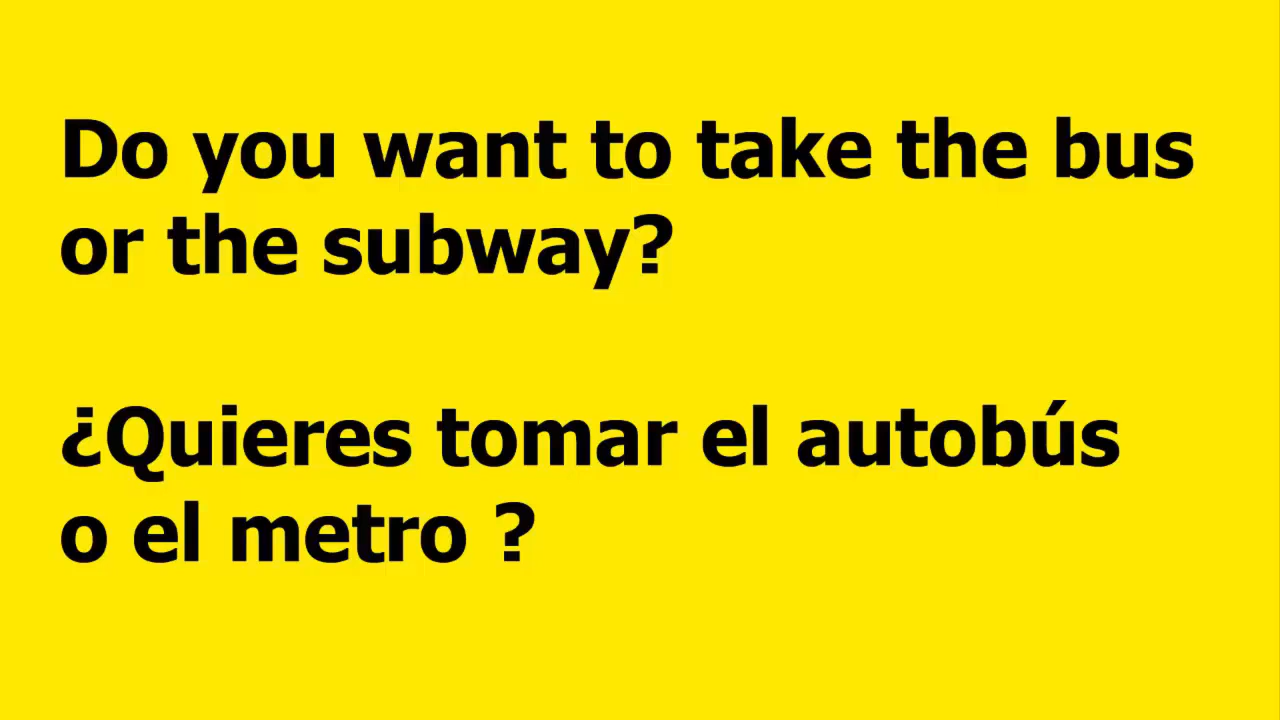 Do you want to take the bus
or the subway?
¿Quieres tomar el autobús
o el metro ?